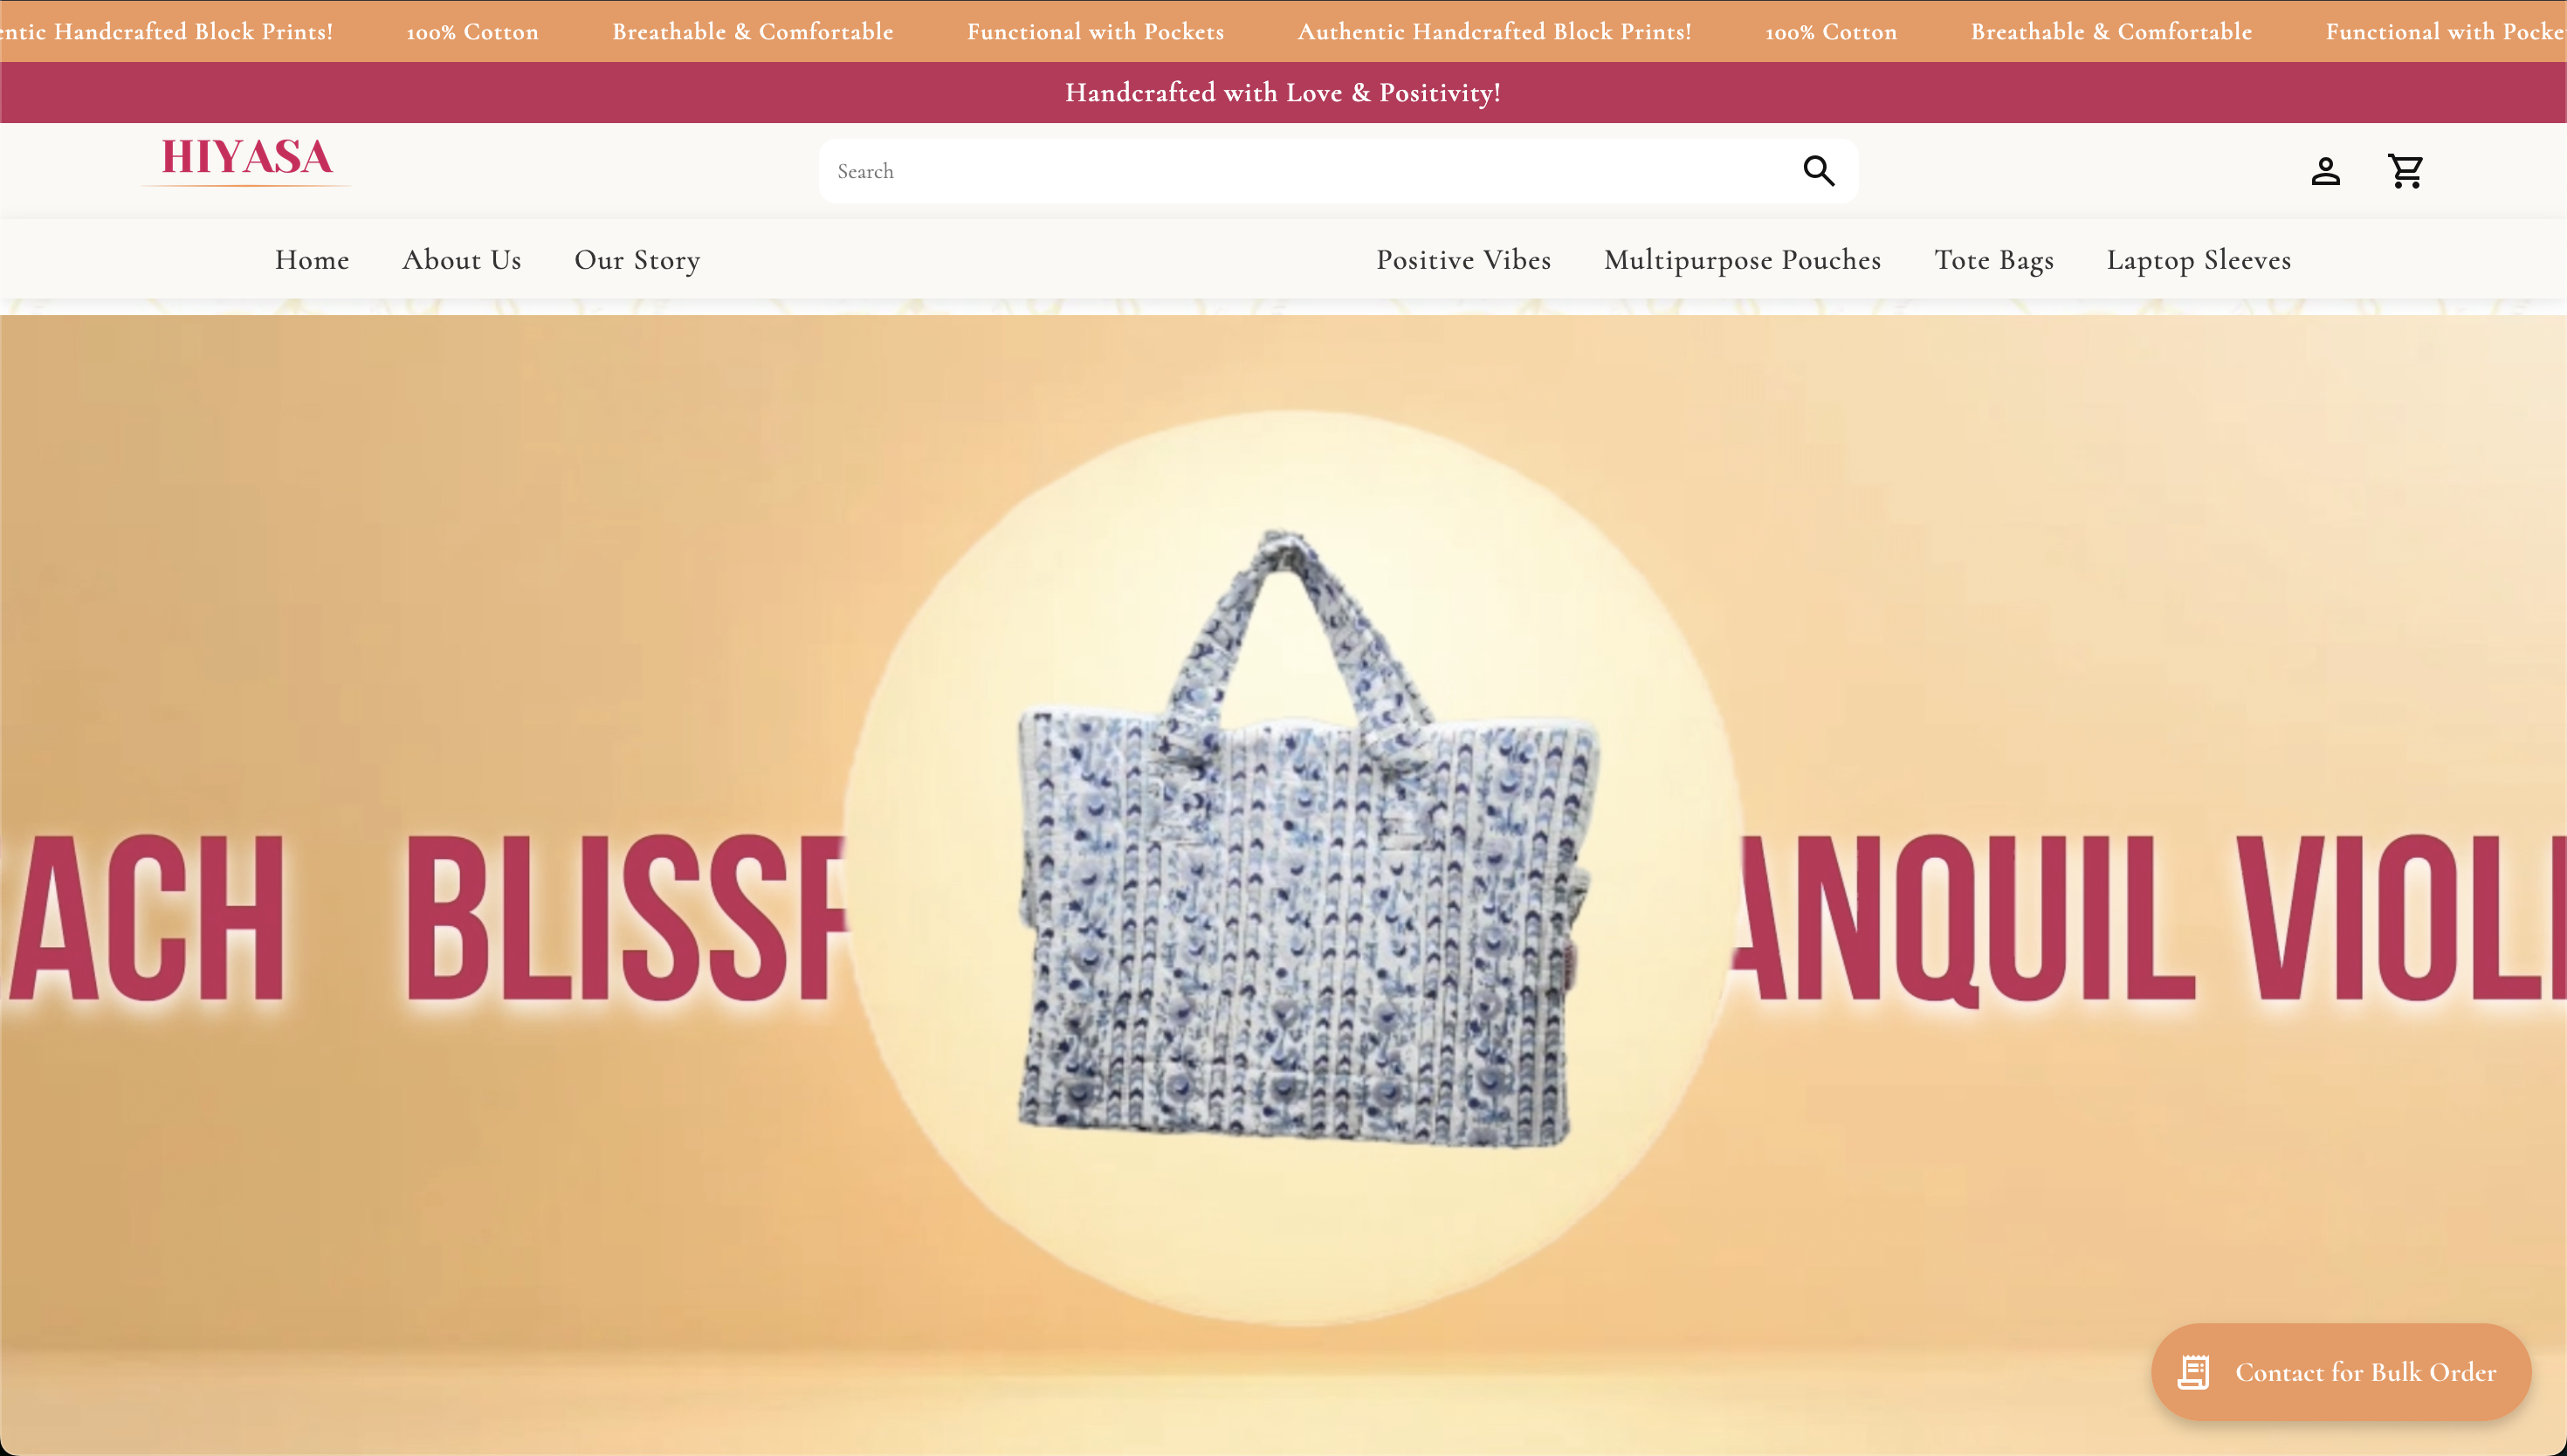 entic Handcrafted Block Prints! 100% Cotton Breathable & Comfortable Functional with Pockets Authentic Handcrafted Block Prints! 100% Cotton Breathable & Comfortable Functional with Pocke
Handcrafted with Love & Positivity!
HIYASA
Search
Home About Us Our Story Positive Vibes Multipurpose Pouches Tote Bags Laptop Sleeves
ACH BLISSF ANQUIL VIOL
Contact for Bulk Order